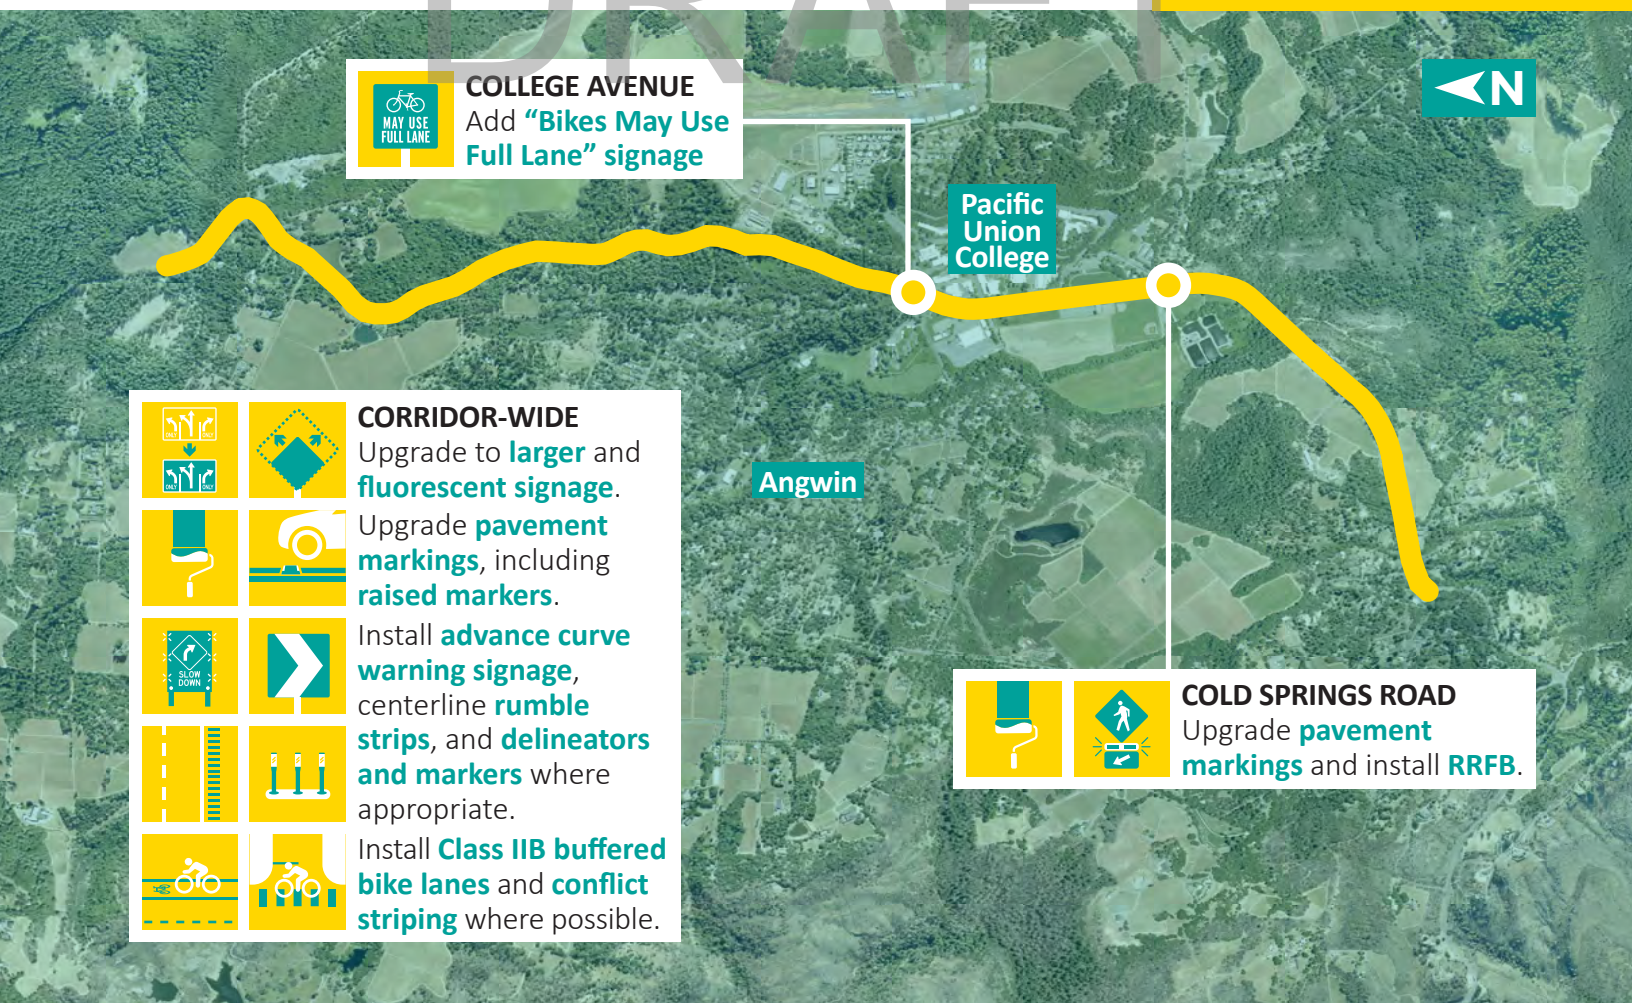 DRAFT
N
MAY USE
FULL LANE
COLLEGE AVENUE
Add “Bikes May Use
Full Lane” signage
Pacific
Union
College
Angwin
ONLY
ONLY
ONLY
ONLY
CORRIDOR-WIDE
Upgrade to larger and
fluorescent signage.
Upgrade pavement
markings, including
raised markers.
SLOW
DOWN
Install advance curve
warning signage,
centerline rumble
strips, and delineators
and markers where
appropriate.
Install Class IIB buffered
bike lanes and conflict
striping where possible.
COLD SPRINGS ROAD
Upgrade pavement
markings and install RRFB.